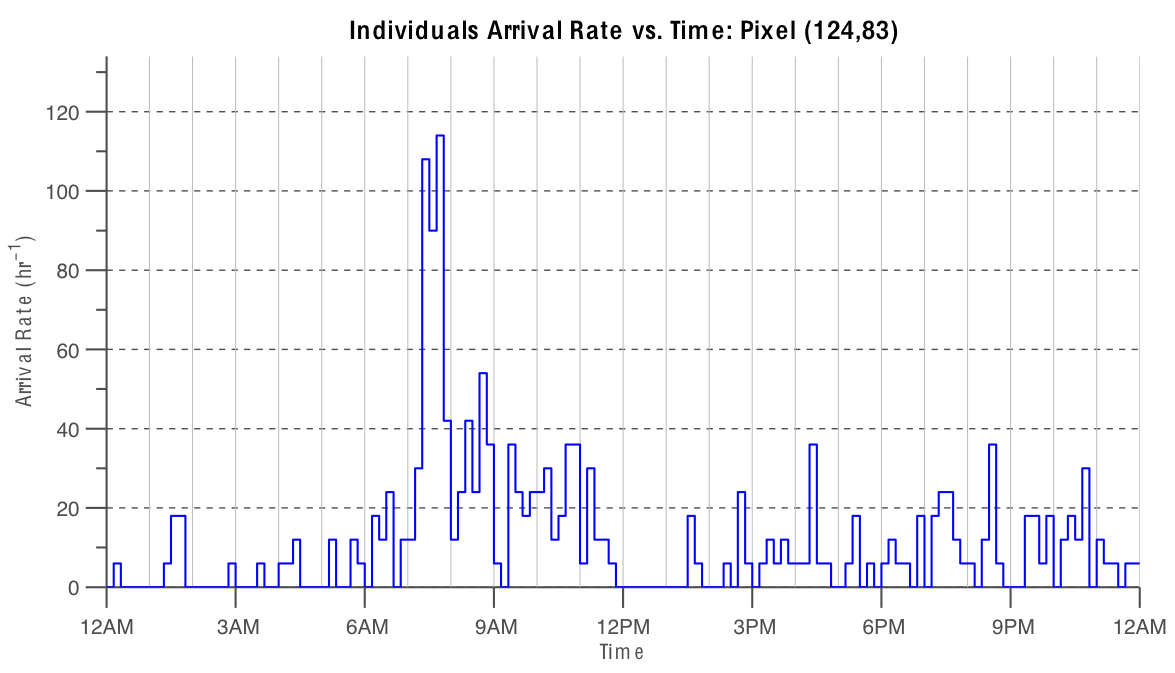 Individuals Arrival Rate vs. Time: Pixel (124,83)
120
100
80
60
40
20
0
Arrival Rate (hr⁻¹)
12AM 3AM 6AM 9AM 12PM 3PM 6PM 9PM 12AM
Time